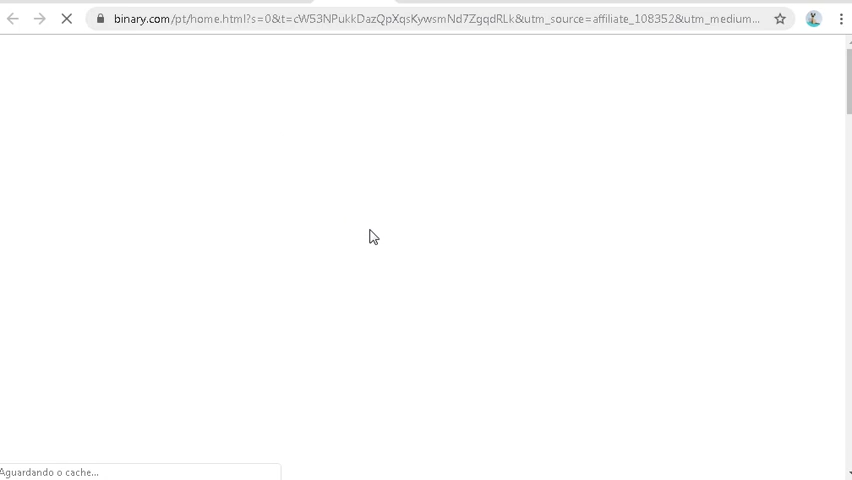 binary.com/pt/home.html?s=0&t=cW53NPukkDazQpXqsKywsmNd7ZgqdRLk&utm_source=affiliate_108352&utm_medium...
Aguardando o cache...